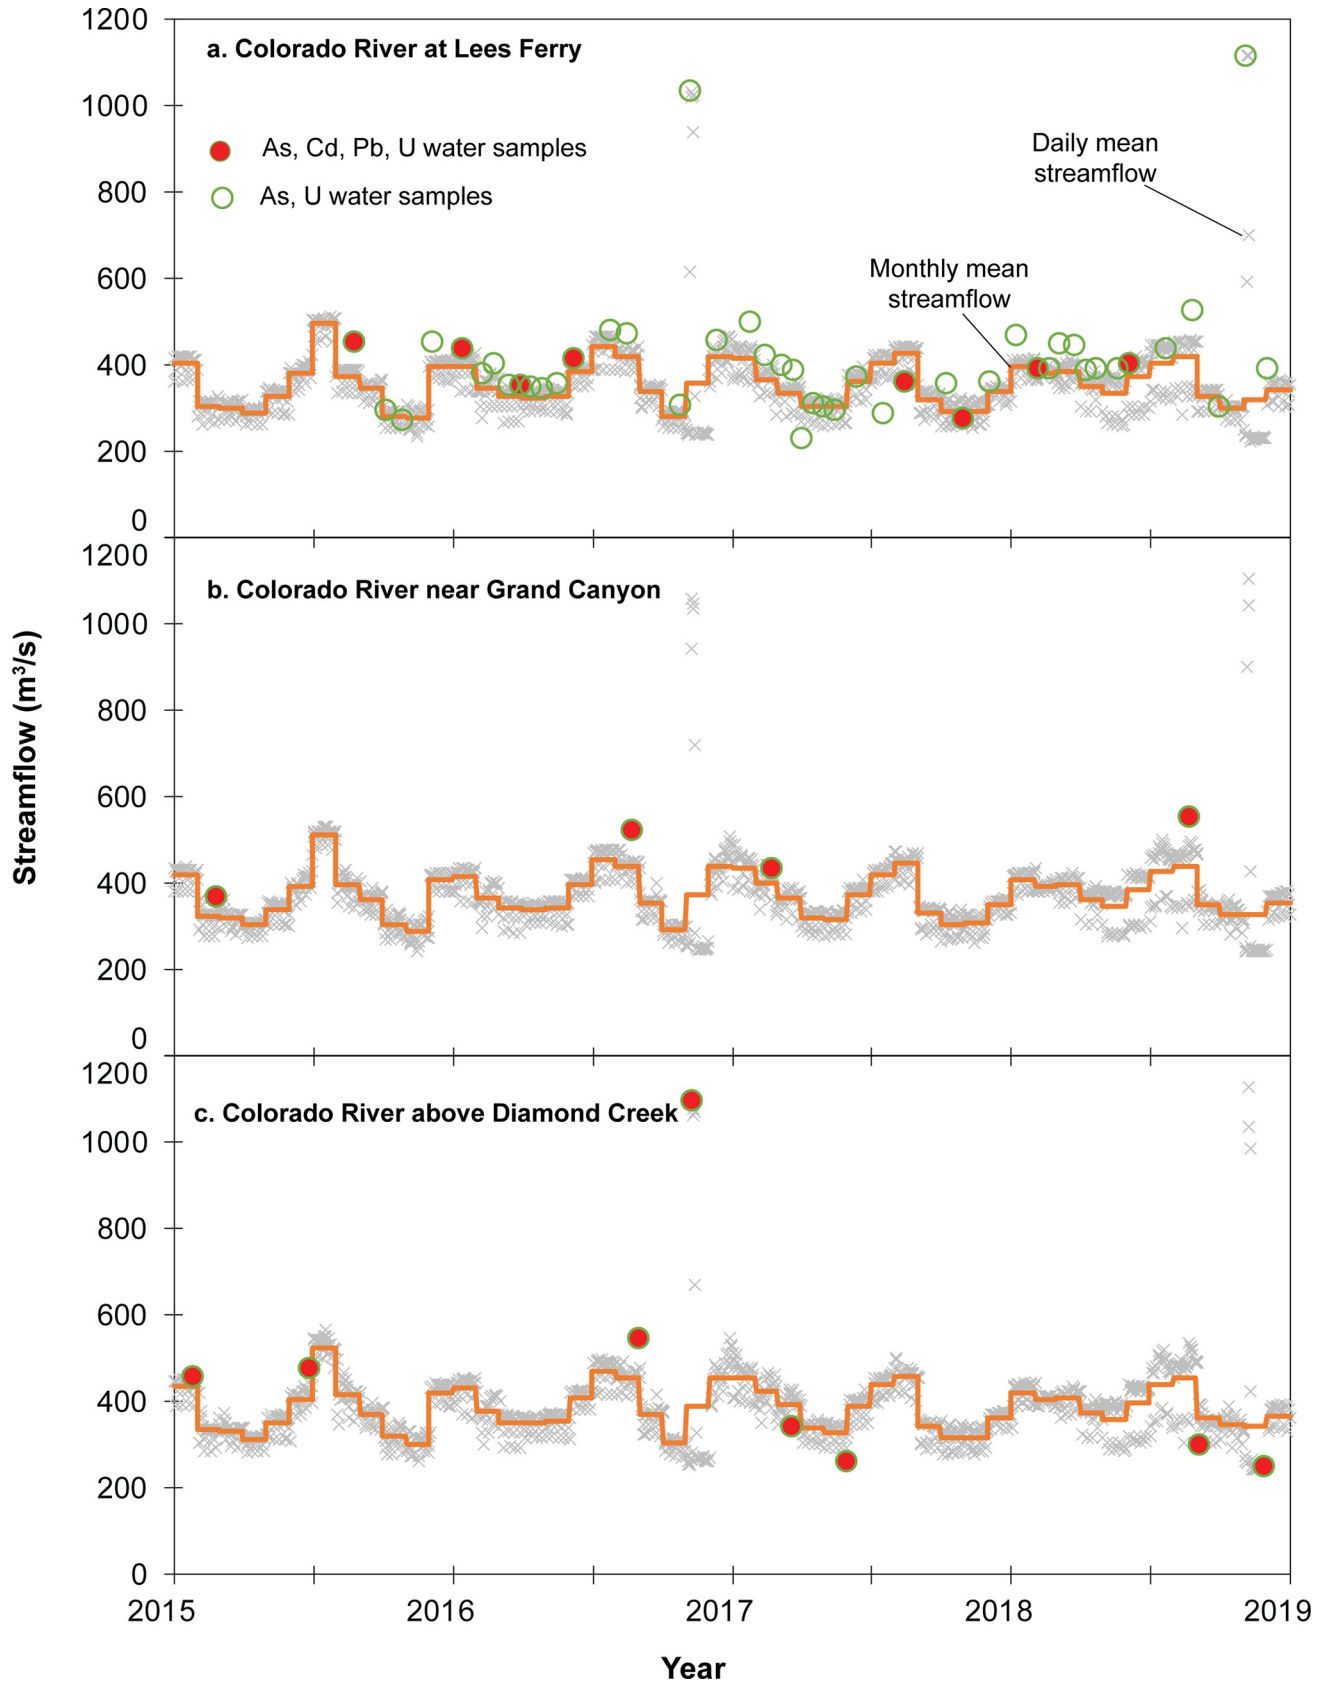 1200
a. Colorado River at Lees Ferry
1000
As, Cd, Pb, U water samples
Daily mean
streamflow
800
As, U water samples
Monthly mean
streamflow
600
400
200
0
1200
b. Colorado River near Grand Canyon
1000
800
600
400
200
0
Streamflow (m³/s)
1200
c. Colorado River above Diamond Creek
1000
800
600
400
200
0
2015 2016 2017 2018 2019
Year